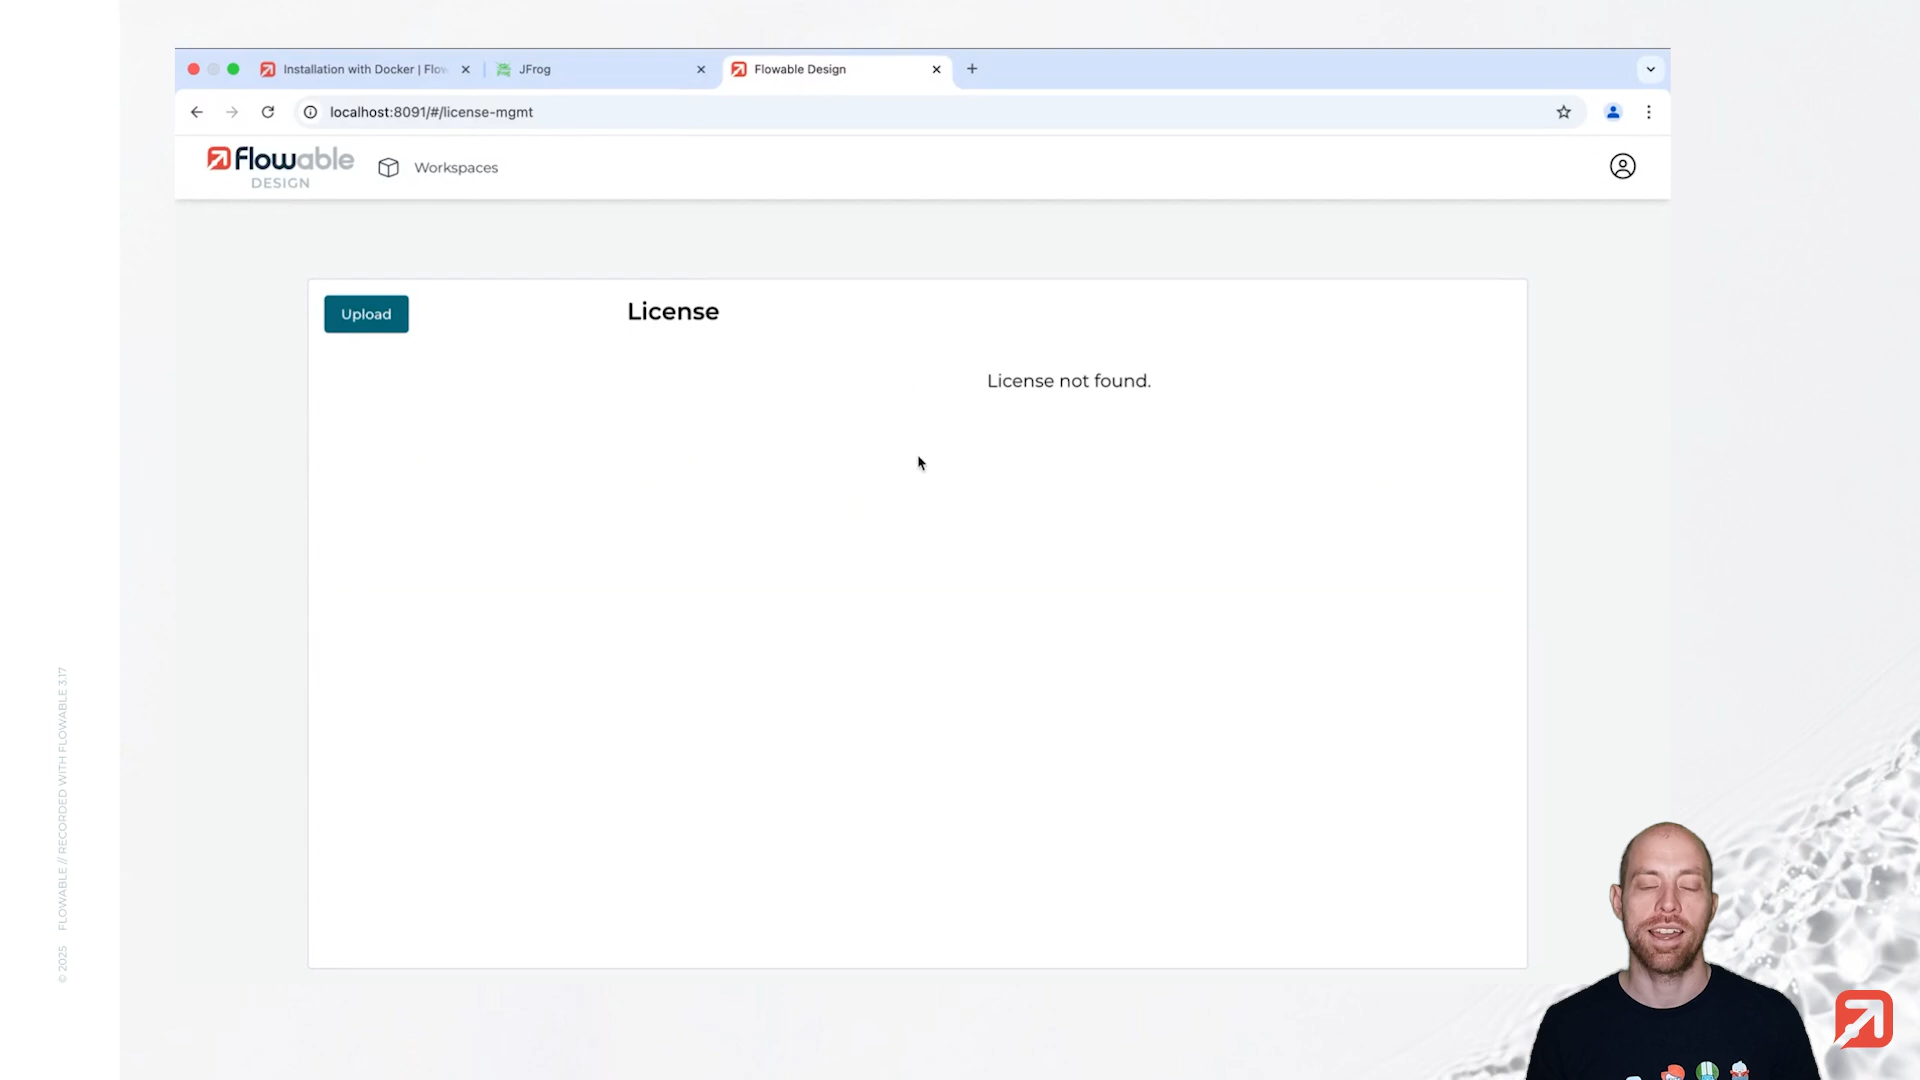 Installation with Docker | Flow
JFrog
Flowable Design
localhost:8091/#/license-mgmt
Flowable
DESIGN
Workspaces
Upload
License
License not found.
© 2025 FLOWABLE // RECORDED WITH FLOWABLE 3.17